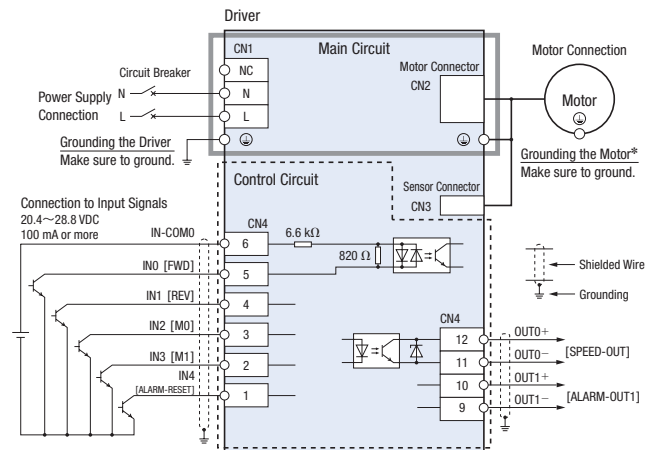 Driver
CN1
Main Circuit
Motor Connection
Circuit Breaker
NC
Motor Connector
CN2
Power Supply
Connection
N
N
L
L
Motor
Grounding the Driver
Make sure to ground.
Grounding the Motor*
Make sure to ground.
Control Circuit
Sensor Connector
CN3
Connection to Input Signals
20.4～28.8 VDC
100 mA or more
IN-COM0
CN4
6
6.6 kΩ
820 Ω
Shielded Wire
Grounding
IN0 [FWD]
5
IN1 [REV]
4
IN2 [M0]
3
IN3 [M1]
2
IN4
[ALARM-RESET]
1
CN4
12
OUT0+
11
OUT0−
[SPEED-OUT]
10
OUT1+
9
OUT1−
[ALARM-OUT1]